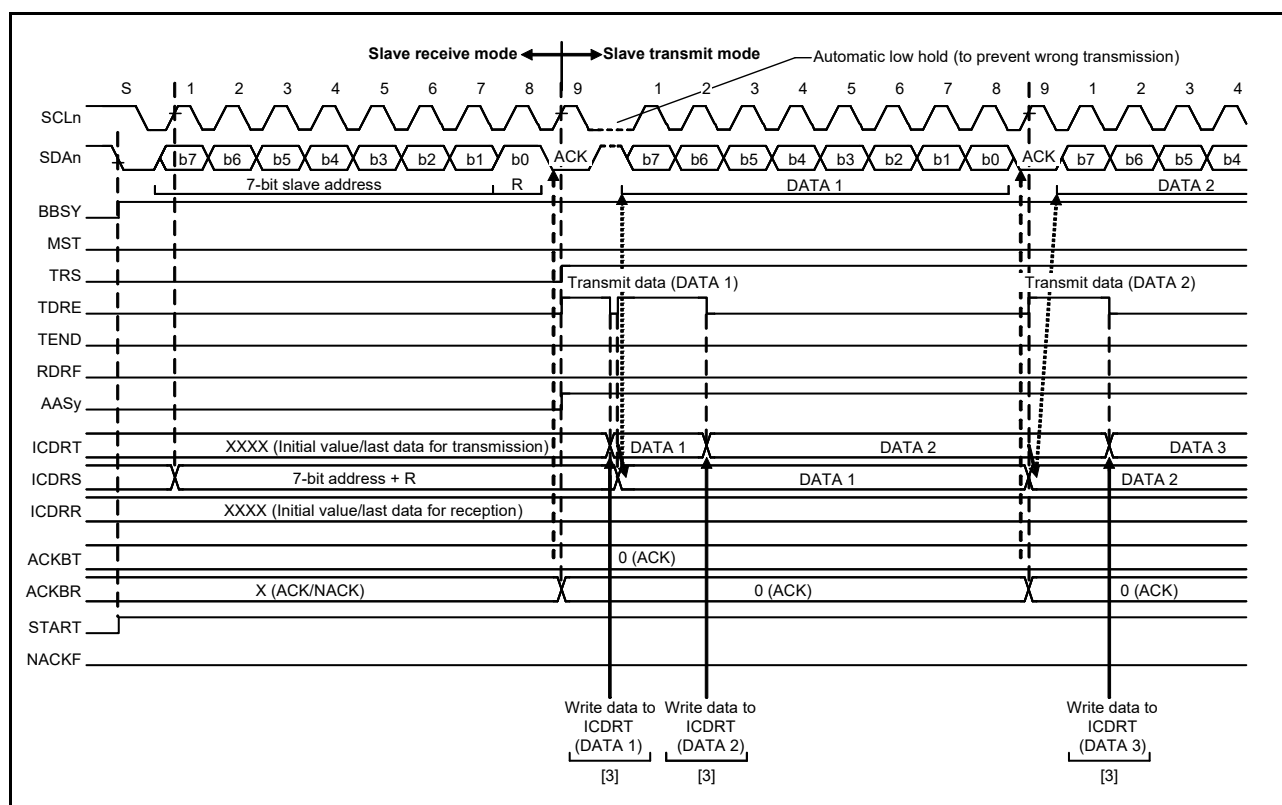 Slave receive mode Slave transmit mode
Automatic low hold (to prevent wrong transmission)
S 1 2 3 4 5 6 7 8 9 1 2 3 4 5 6 7 8 9 1 2 3 4
SCLn
SDAn b7 b6 b5 b4 b3 b2 b1 b0 ACK b7 b6 b5 b4 b3 b2 b1 b0 ACK b7 b6 b5 b4
7-bit slave address R DATA 1 DATA 2
BBSY
MST
TRS
Transmit data (DATA 1) Transmit data (DATA 2)
TDRE
TEND
RDRF
AASy
ICDRT XXXX (Initial value/last data for transmission) DATA 1 DATA 2 DATA 3
ICDRS 7-bit address + R DATA 1 DATA 2
ICDRR XXXX (Initial value/last data for reception)
ACKBT 0 (ACK)
ACKBR X (ACK/NACK) 0 (ACK) 0 (ACK)
START
NACKF
Write data to Write data to Write data to
ICDRT ICDRT ICDRT
(DATA 1) (DATA 2) (DATA 3)
[3] [3] [3]